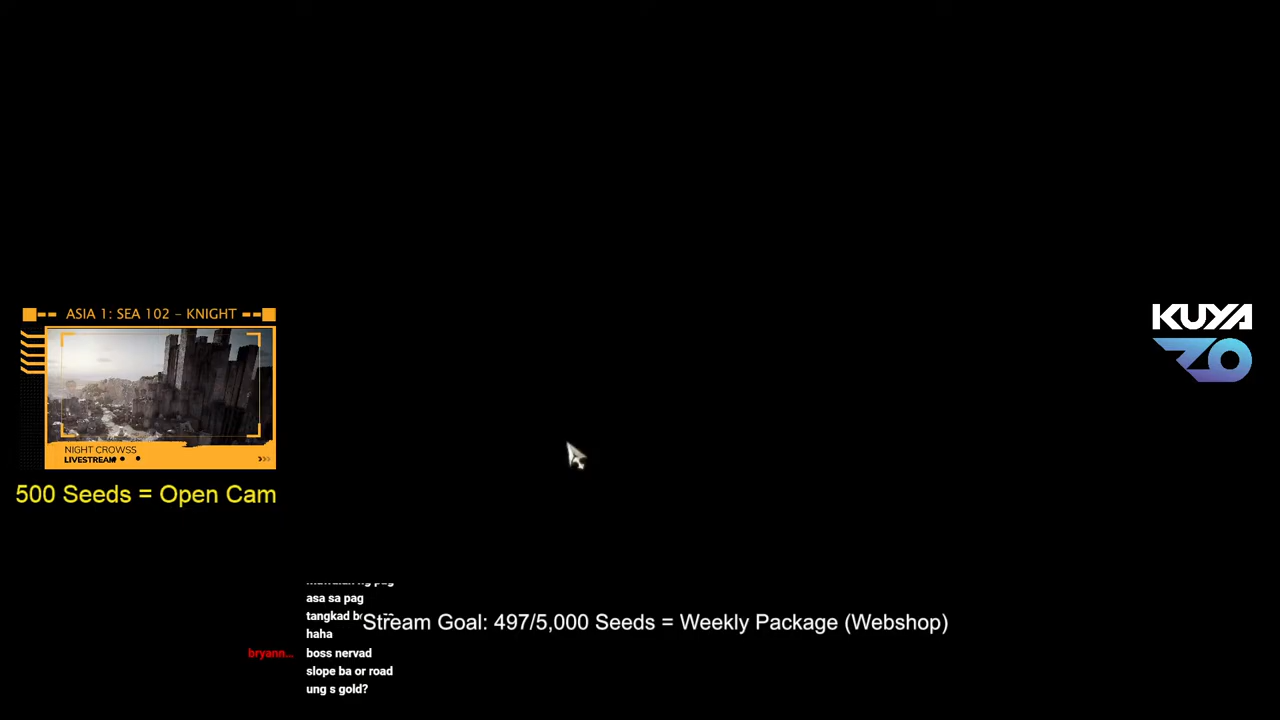 ASIA 1: SEA 102 - KNIGHT
KUYA
ZO
NIGHT CROWSS
LIVESTREAM
500 Seeds = Open Cam
asa sa pag
tangkad
Stream Goal: 497/5,000 Seeds = Weekly Package (Webshop)
haha
bryann... boss nervad
slope ba or road
ung s gold?